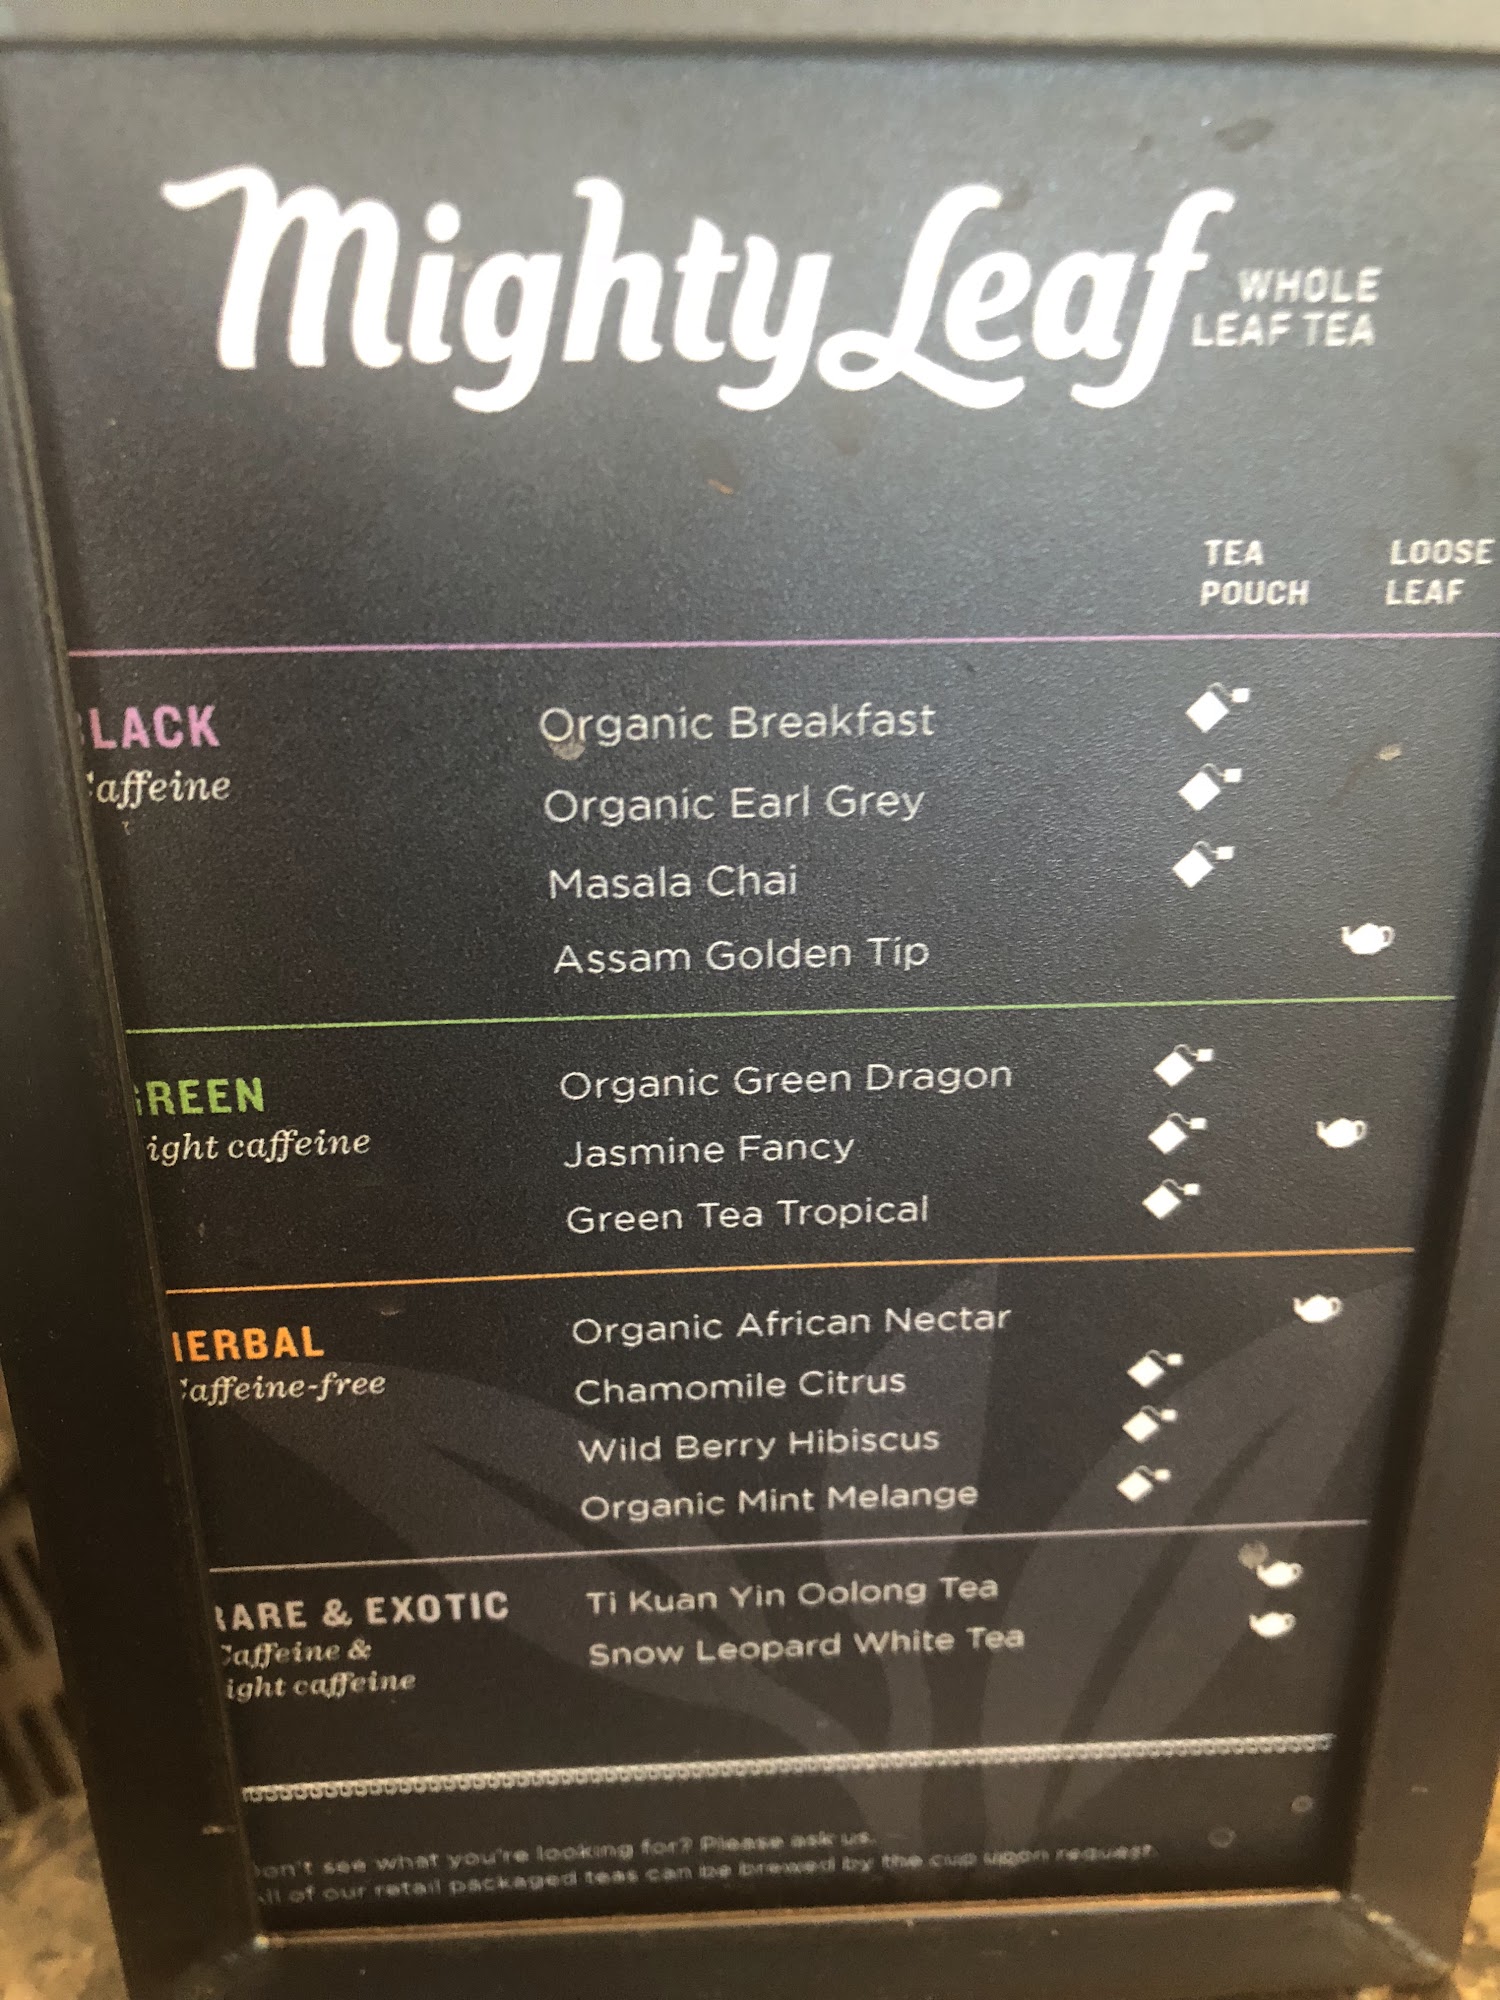 Mighty Leaf WHOLE
LEAF TEA
TEA LOOSE
POUCH LEAF
LACK
affeine
Organic Breakfast
Organic Earl Grey
Masala Chai
Assam Golden Tip
REEN
ight caffeine
Organic Green Dragon
Jasmine Fancy
Green Tea Tropical
ERBAL
affeine-free
Organic African Nectar
Chamomile Citrus
Wild Berry Hibiscus
Organic Mint Melange
ARE & EXOTIC
Caffeine &
ight caffeine
Ti Kuan Yin Oolong Tea
Snow Leopard White Tea
on't see what you're looking for? Please ask us.
ll of our retail packaged teas can be brewed by the cup upon request.